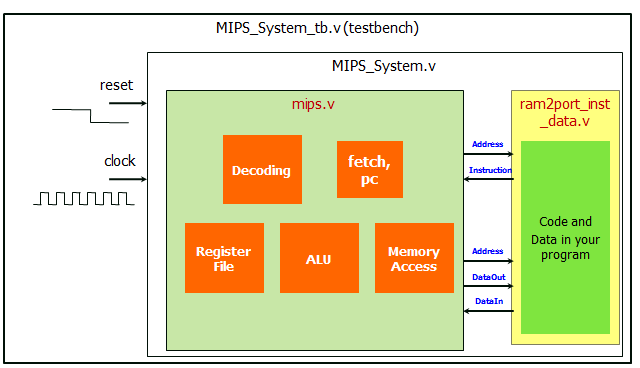 MIPS_System_tb.v (testbench)
MIPS_System.v
reset
clock
mips.v
Decoding
fetch,
pc
Register
File
ALU
Memory
Access
Address
Instruction
Address
DataOut
DataIn
ram2port_inst
_data.v
Code and
Data in your
program